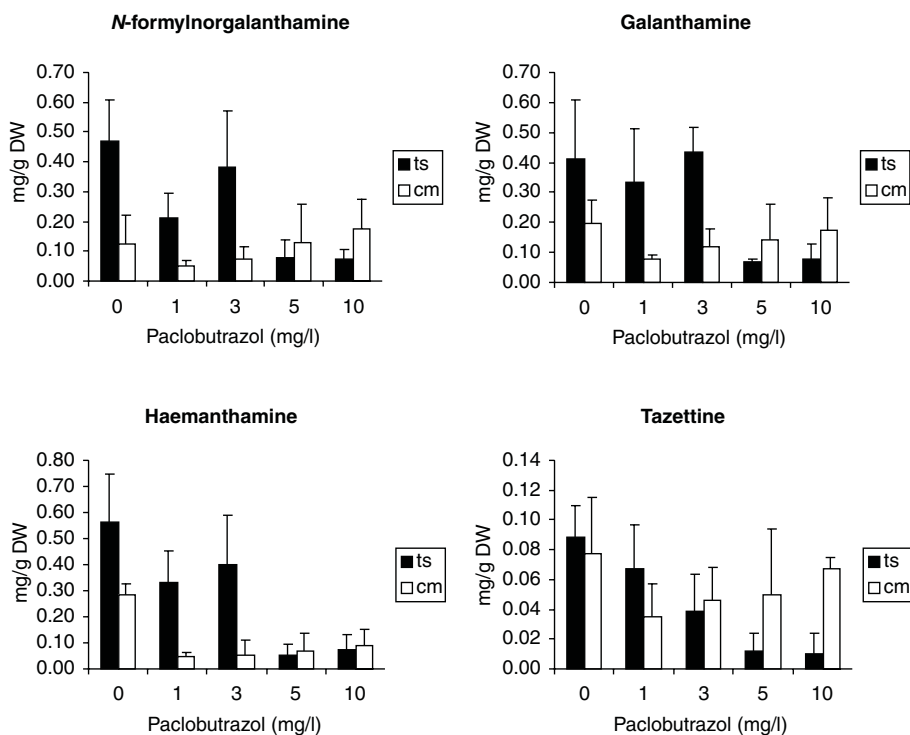 N-formylnorgalanthamine
0.70
0.60
0.50
0.40
0.30
0.20
0.10
0.00
mg/g DW
0 1 3 5 10
Paclobutrazol (mg/l)
ts
cm
Galanthamine
0.70
0.60
0.50
0.40
0.30
0.20
0.10
0.00
mg/g DW
0 1 3 5 10
Paclobutrazol (mg/l)
ts
cm
Haemanthamine
0.80
0.70
0.60
0.50
0.40
0.30
0.20
0.10
0.00
mg/g DW
0 1 3 5 10
Paclobutrazol (mg/l)
ts
cm
Tazettine
0.14
0.12
0.10
0.08
0.06
0.04
0.02
0.00
mg/g DW
0 1 3 5 10
Paclobutrazol (mg/l)
ts
cm